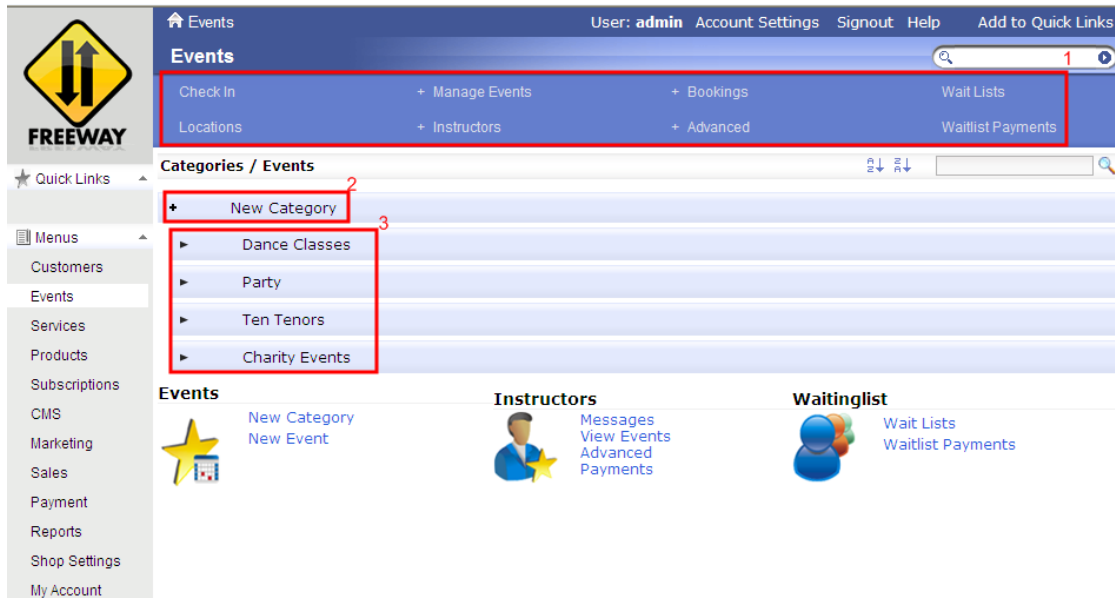 Events
User: admin Account Settings Signout Help Add to Quick Links
Events
1
Check In + Manage Events + Bookings Wait Lists
Locations + Instructors + Advanced Waitlist Payments
FREEWAY
Quick Links
Menus
Customers
Events
Services
Products
Subscriptions
CMS
Marketing
Sales
Payment
Reports
Shop Settings
My Account
Categories / Events
2
+ New Category
3
Dance Classes
Party
Ten Tenors
Charity Events
Events
New Category
New Event
Instructors
Messages
View Events
Advanced
Payments
Waitinglist
Wait Lists
Waitlist Payments